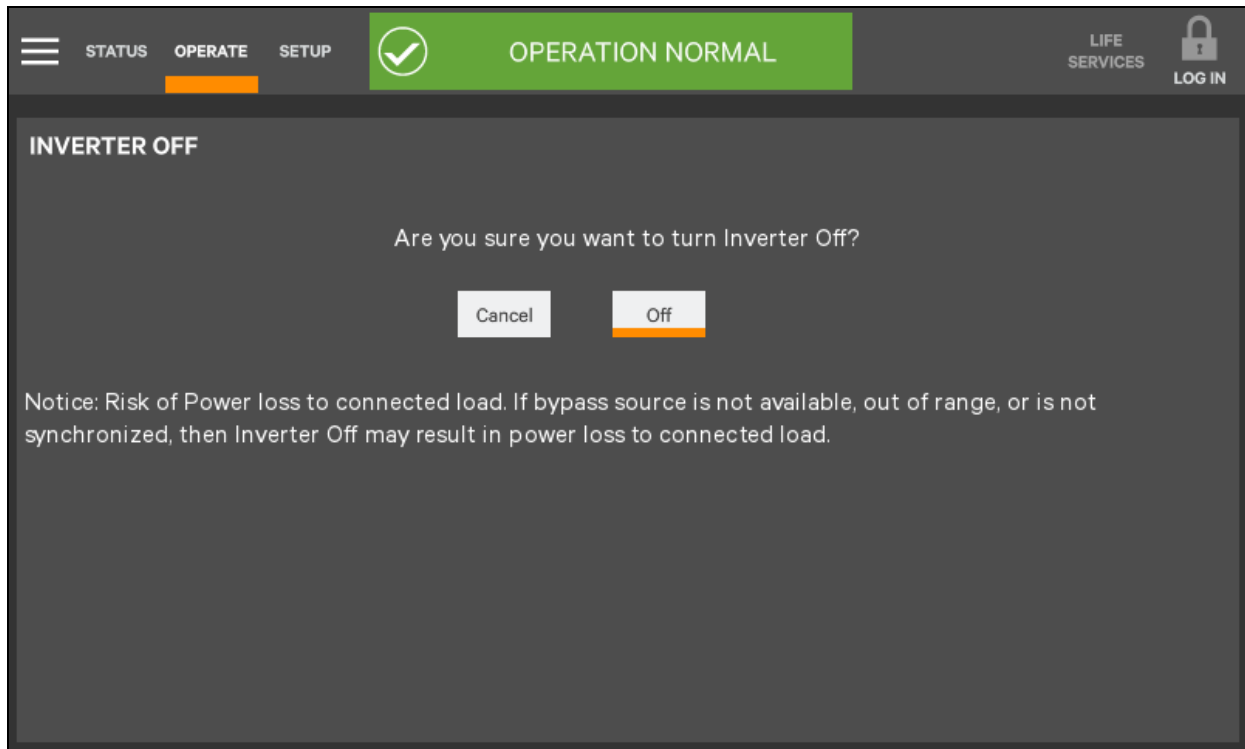 STATUS OPERATE SETUP
OPERATION NORMAL
LIFE
SERVICES
LOG IN
INVERTER OFF
Are you sure you want to turn Inverter Off?
Cancel Off
Notice: Risk of Power loss to connected load. If bypass source is not available, out of range, or is not
synchronized, then Inverter Off may result in power loss to connected load.